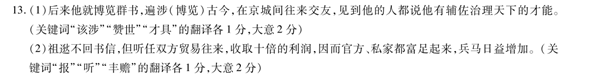 13.(1)后来他就博览群书,遍涉(博览)古今,在京城间往来交友,见到他的人都说他有辅佐治理天下的才能。
(关键词“该涉”“赞世”“才具”的翻译各1分,大意2分)
(2)祖逖不回书信,但听任双方贸易往来,收取十倍的利润,因而官方、私家都富足起来,兵马日益增加。(关
键词“报”“听”“丰赡”的翻译各1分,大意2分)